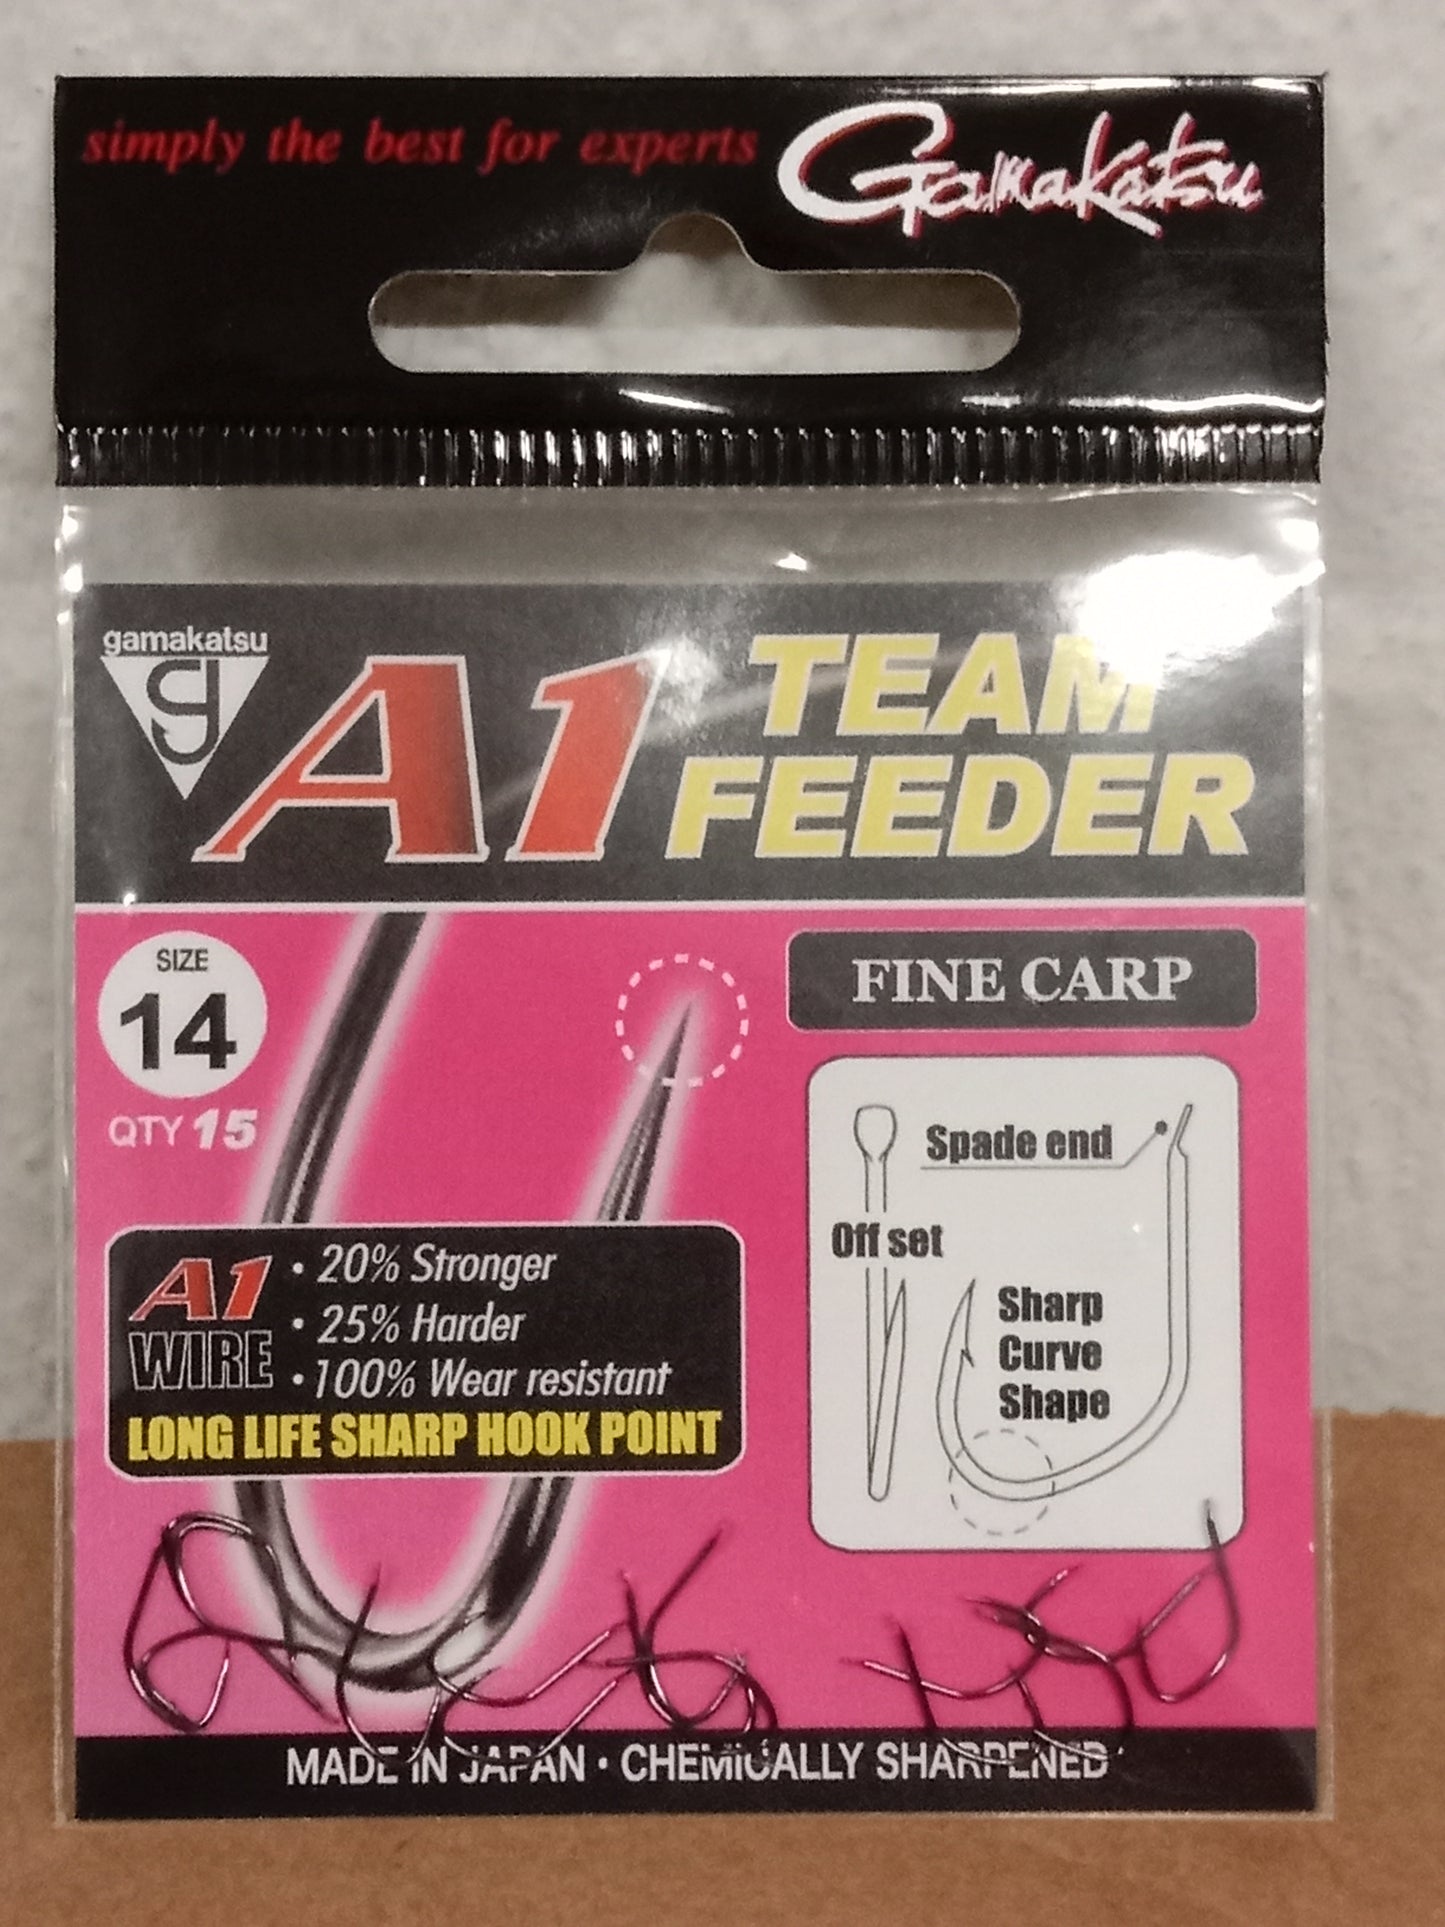 simply the best for experts
Gamakatsu
gamakatsu
A1 TEAM
FEEDER
SIZE
14
QTY 15
FINE CARP
Spade end
Off set
Sharp
Curve
Shape
A1
WIRE
• 20% Stronger
• 25% Harder
• 100% Wear resistant
LONG LIFE SHARP HOOK POINT
MADE IN JAPAN • CHEMICALLY SHARPENED